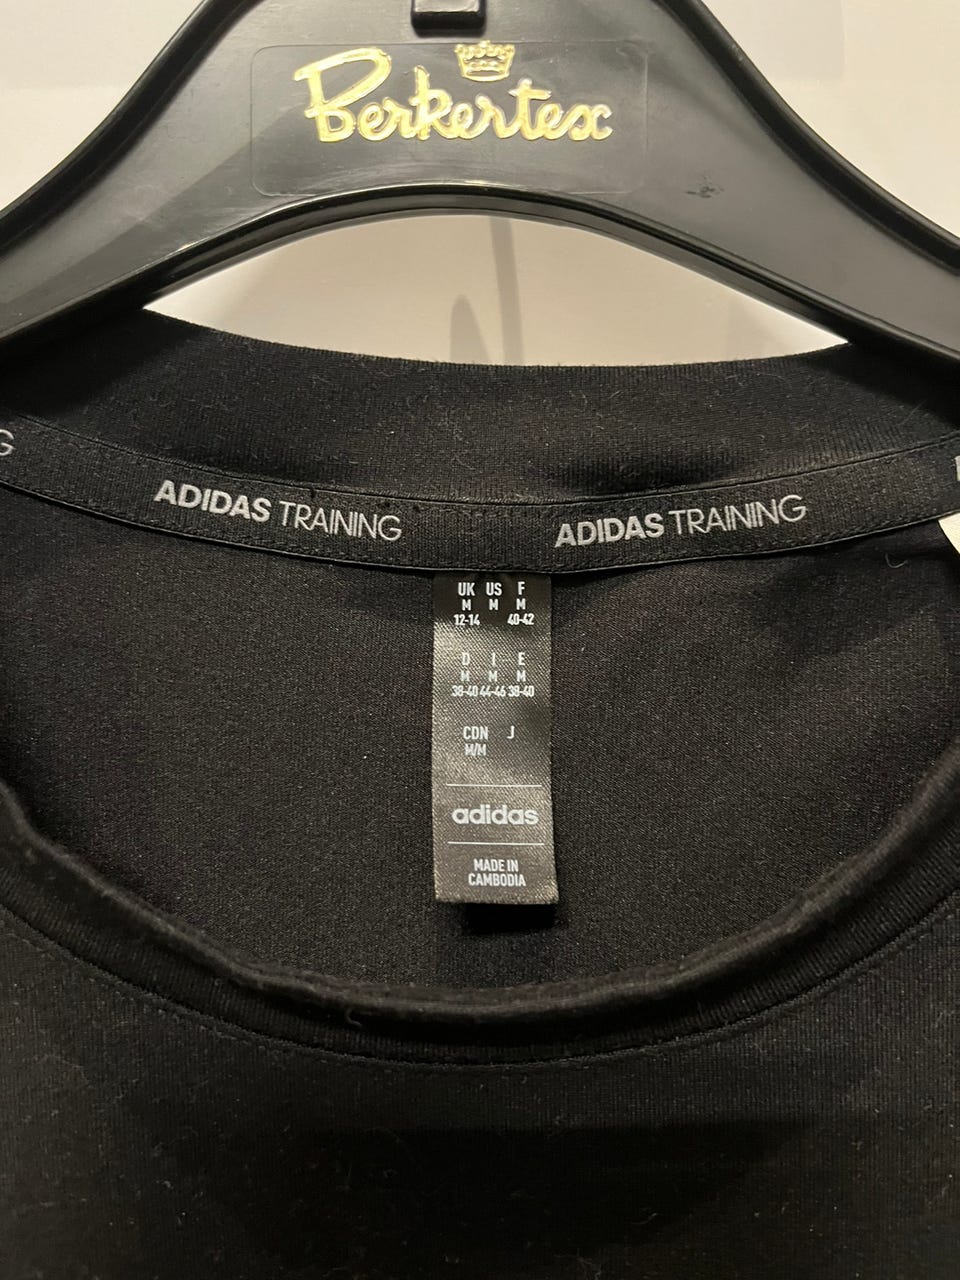 Berkertex
ADIDAS TRAINING ADIDAS TRAINING
UK US F
M M M
12-14 40-42
D I E
M M M
38-40 44-46 38-40
CDN J
M/M
adidas
MADE IN
CAMBODIA